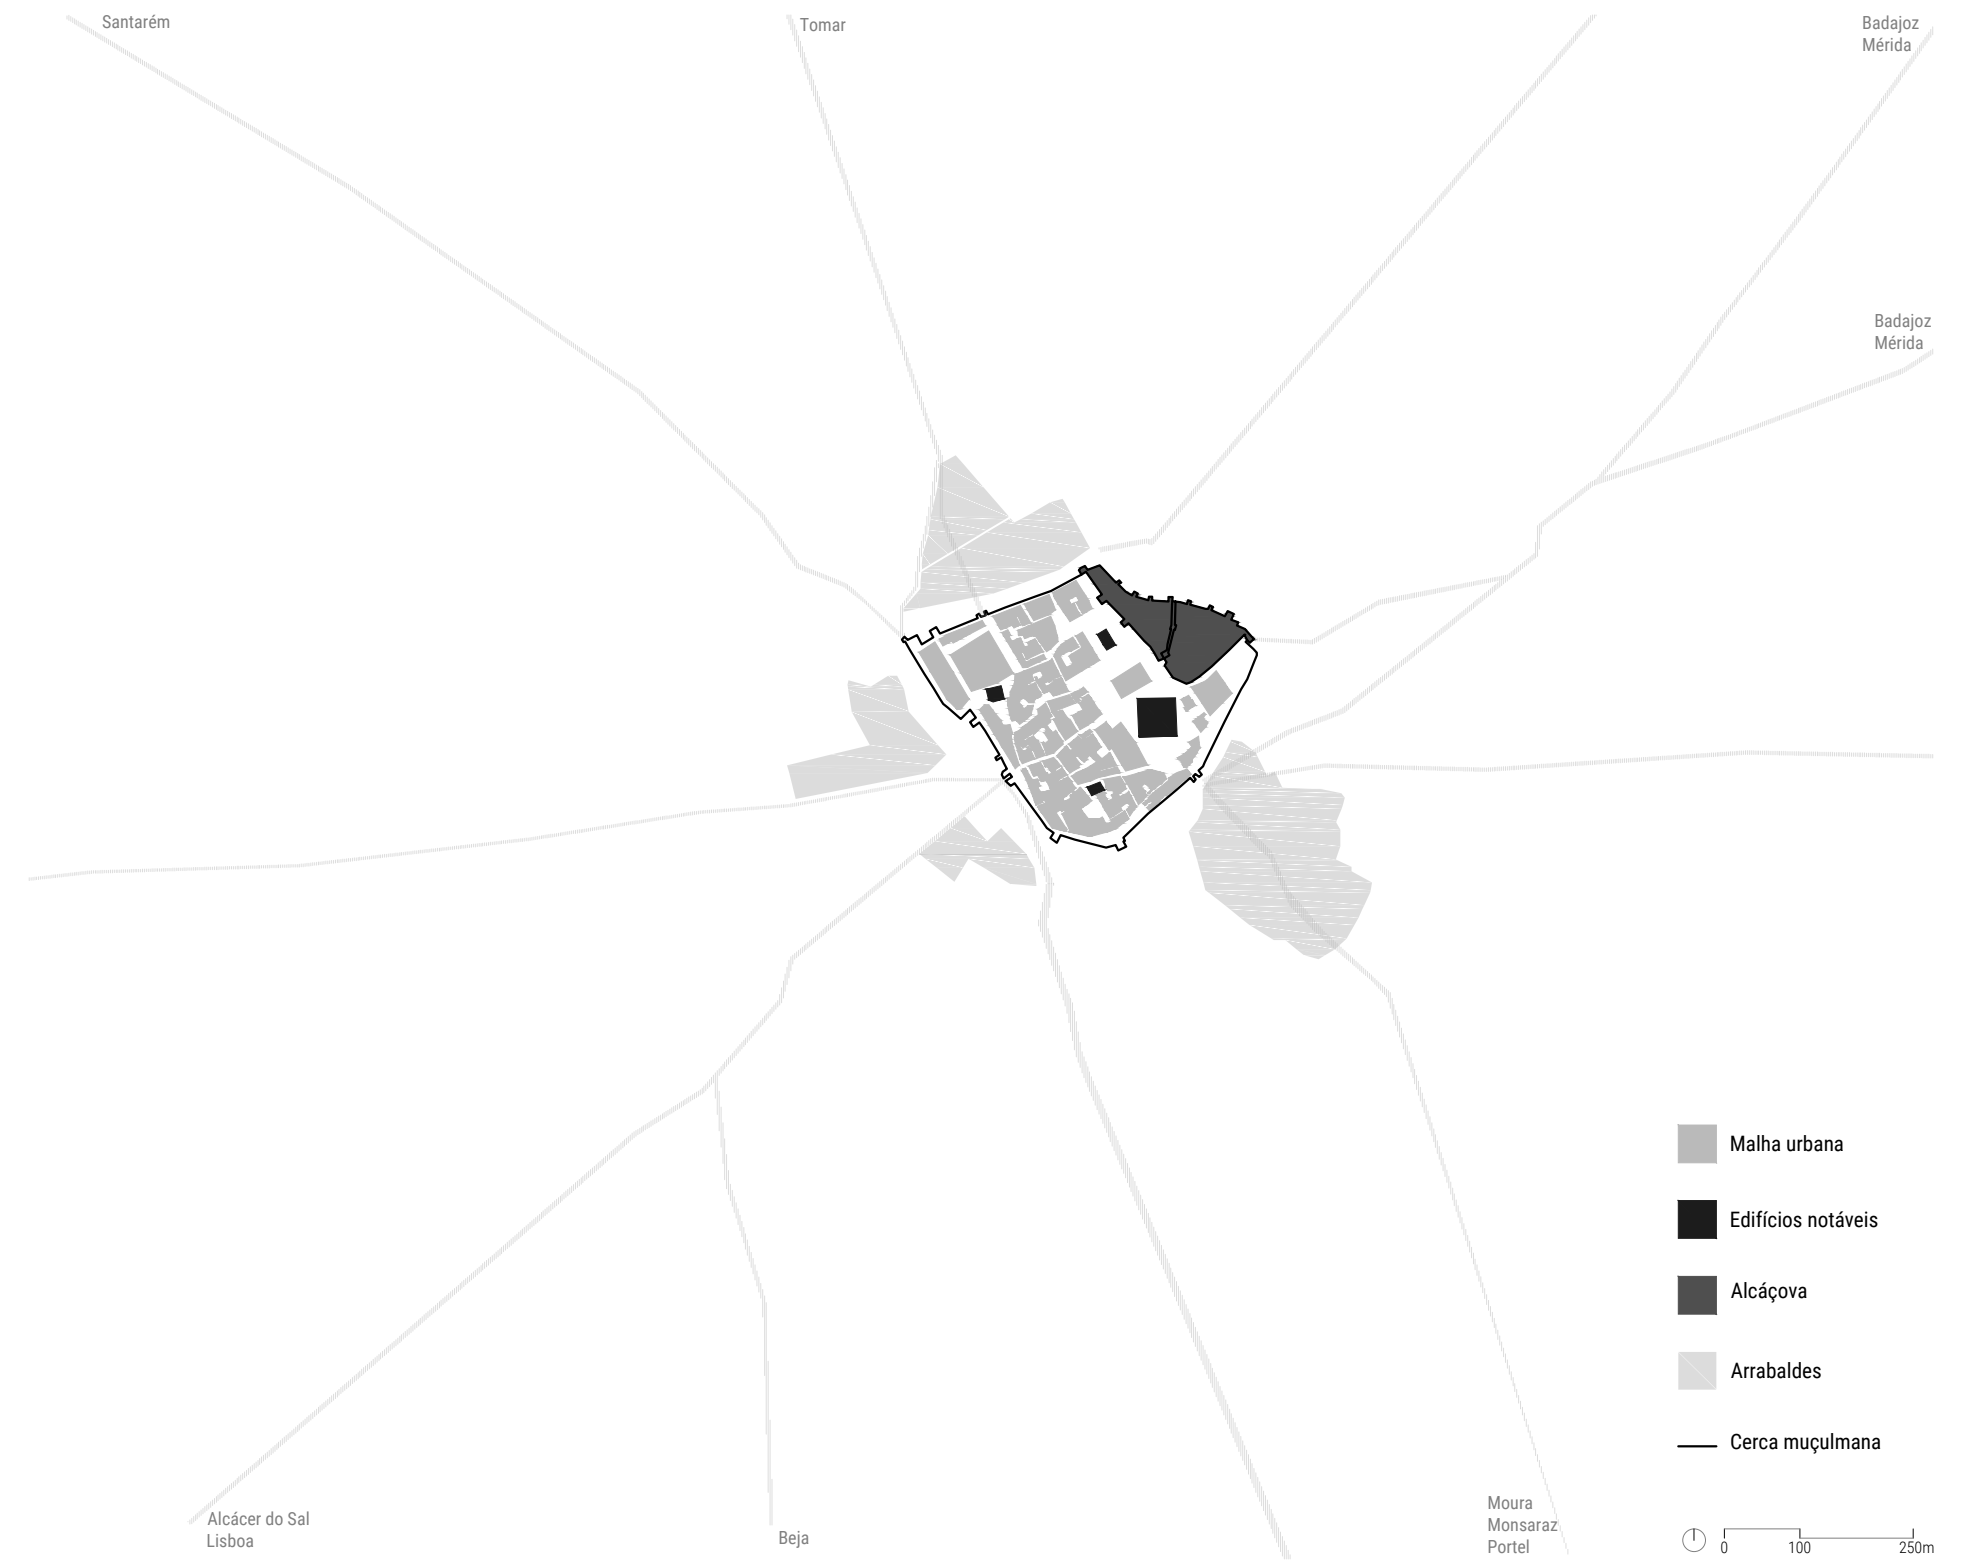 Santarém
Tomar
Badajoz
Mérida
Badajoz
Mérida
Malha urbana
Edifícios notáveis
Alcáçova
Arrabaldes
Cerca muçulmana
Alcácer do Sal
Lisboa
Beja
Moura
Monsaraz
Portel
0 100 250m